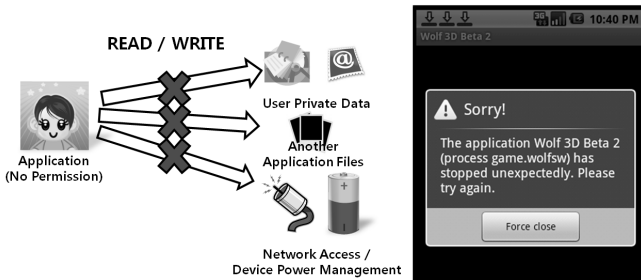 READ / WRITE
Application
(No Permission)
@
User Private Data
Another
Application Files
+
-
Network Access /
Device Power Management
3G
10:40 PM
Wolf 3D Beta 2
Sorry!
The application Wolf 3D Beta 2
(process game.wolfsw) has
stopped unexpectedly. Please
try again.
Force close